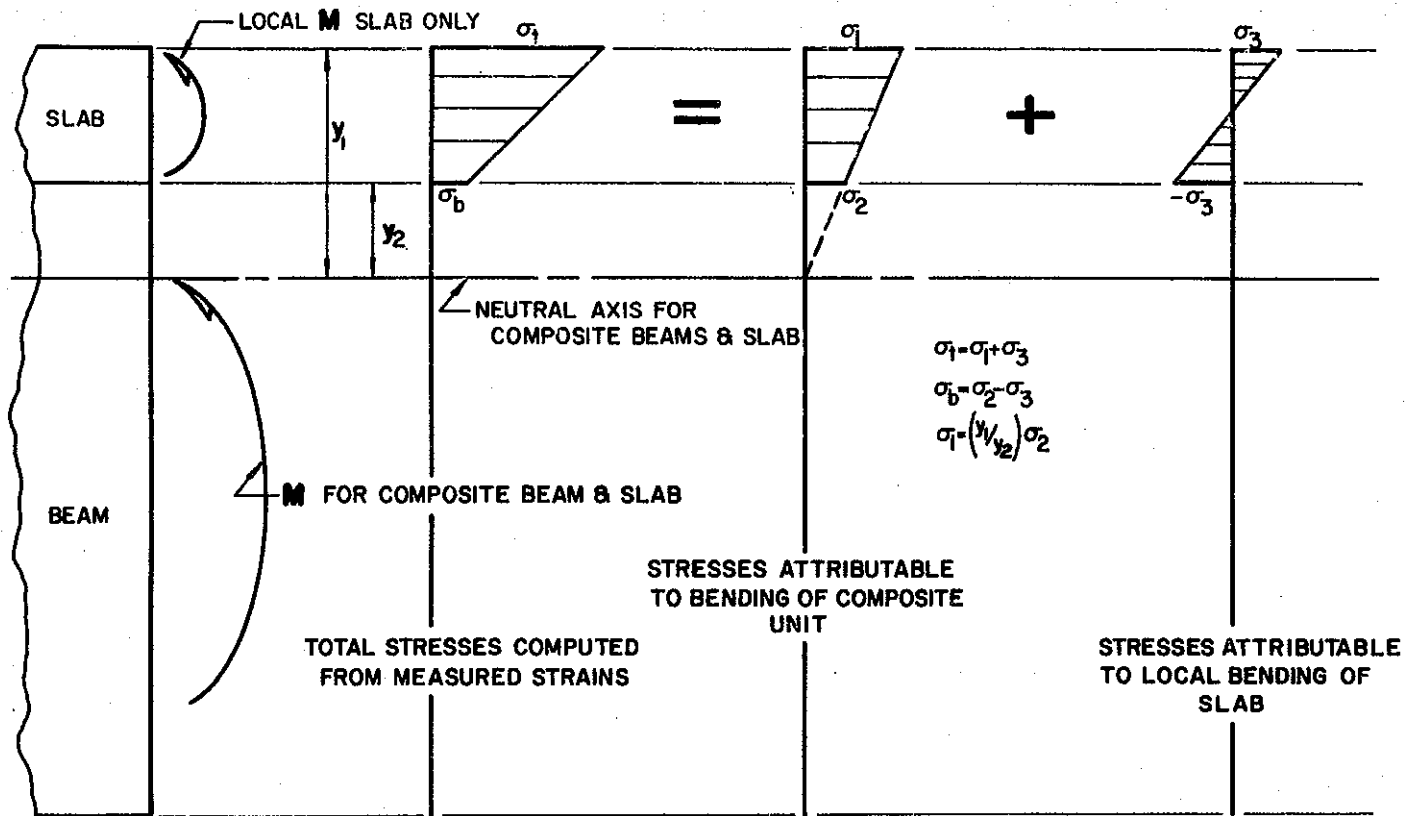 LOCAL M SLAB ONLY
σt
σ1
σ3
SLAB
y1
=
+
σb
σ2
-σ3
y2
NEUTRAL AXIS FOR
COMPOSITE BEAMS & SLAB
σt=σ1+σ3
σb=σ2-σ3
σ1=(y1/y2)σ2
M FOR COMPOSITE BEAM & SLAB
BEAM
STRESSES ATTRIBUTABLE
TO BENDING OF COMPOSITE
UNIT
TOTAL STRESSES COMPUTED
FROM MEASURED STRAINS
STRESSES ATTRIBUTABLE
TO LOCAL BENDING OF
SLAB